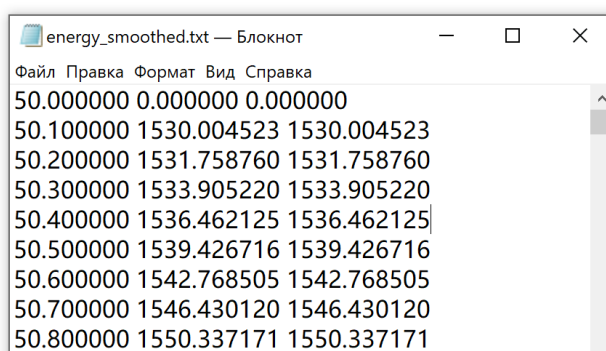 energy_smoothed.txt — Блокнот
Файл Правка Формат Вид Справка
50.000000 0.000000 0.000000
50.100000 1530.004523 1530.004523
50.200000 1531.758760 1531.758760
50.300000 1533.905220 1533.905220
50.400000 1536.462125 1536.462125
50.500000 1539.426716 1539.426716
50.600000 1542.768505 1542.768505
50.700000 1546.430120 1546.430120
50.800000 1550.337171 1550.337171